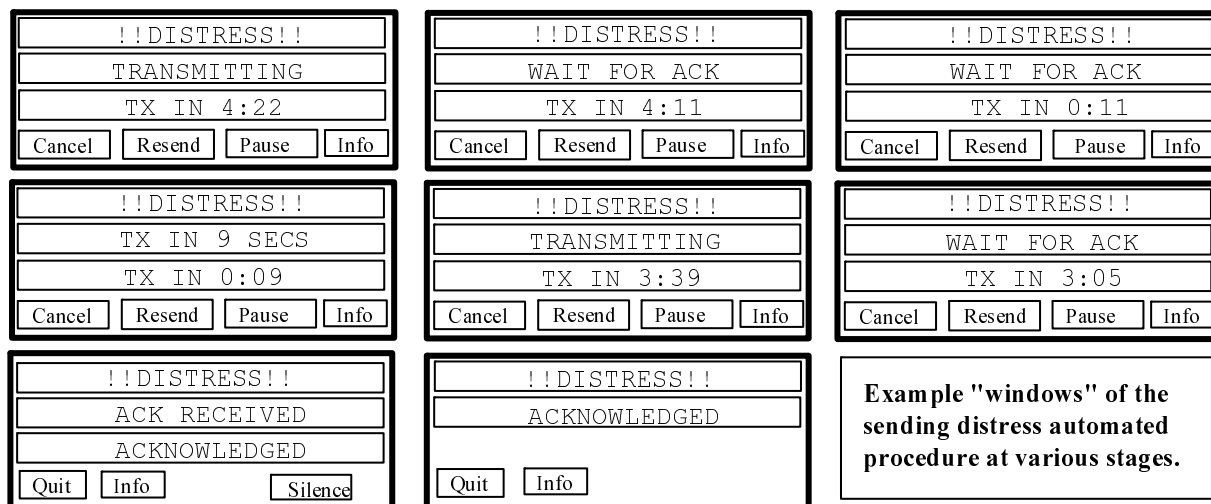 !!DISTRESS!!
TRANSMITTING
TX IN 4:22
Cancel Resend Pause Info
!!DISTRESS!!
WAIT FOR ACK
TX IN 4:11
Cancel Resend Pause Info
!!DISTRESS!!
WAIT FOR ACK
TX IN 0:11
Cancel Resend Pause Info
!!DISTRESS!!
TX IN 9 SECS
TX IN 0:09
Cancel Resend Pause Info
!!DISTRESS!!
TRANSMITTING
TX IN 3:39
Cancel Resend Pause Info
!!DISTRESS!!
WAIT FOR ACK
TX IN 3:05
Cancel Resend Pause Info
!!DISTRESS!!
ACK RECEIVED
ACKNOWLEDGED
Quit Info Silence
!!DISTRESS!!
ACKNOWLEDGED
Quit Info
Example "windows" of the
sending distress automated
procedure at various stages.